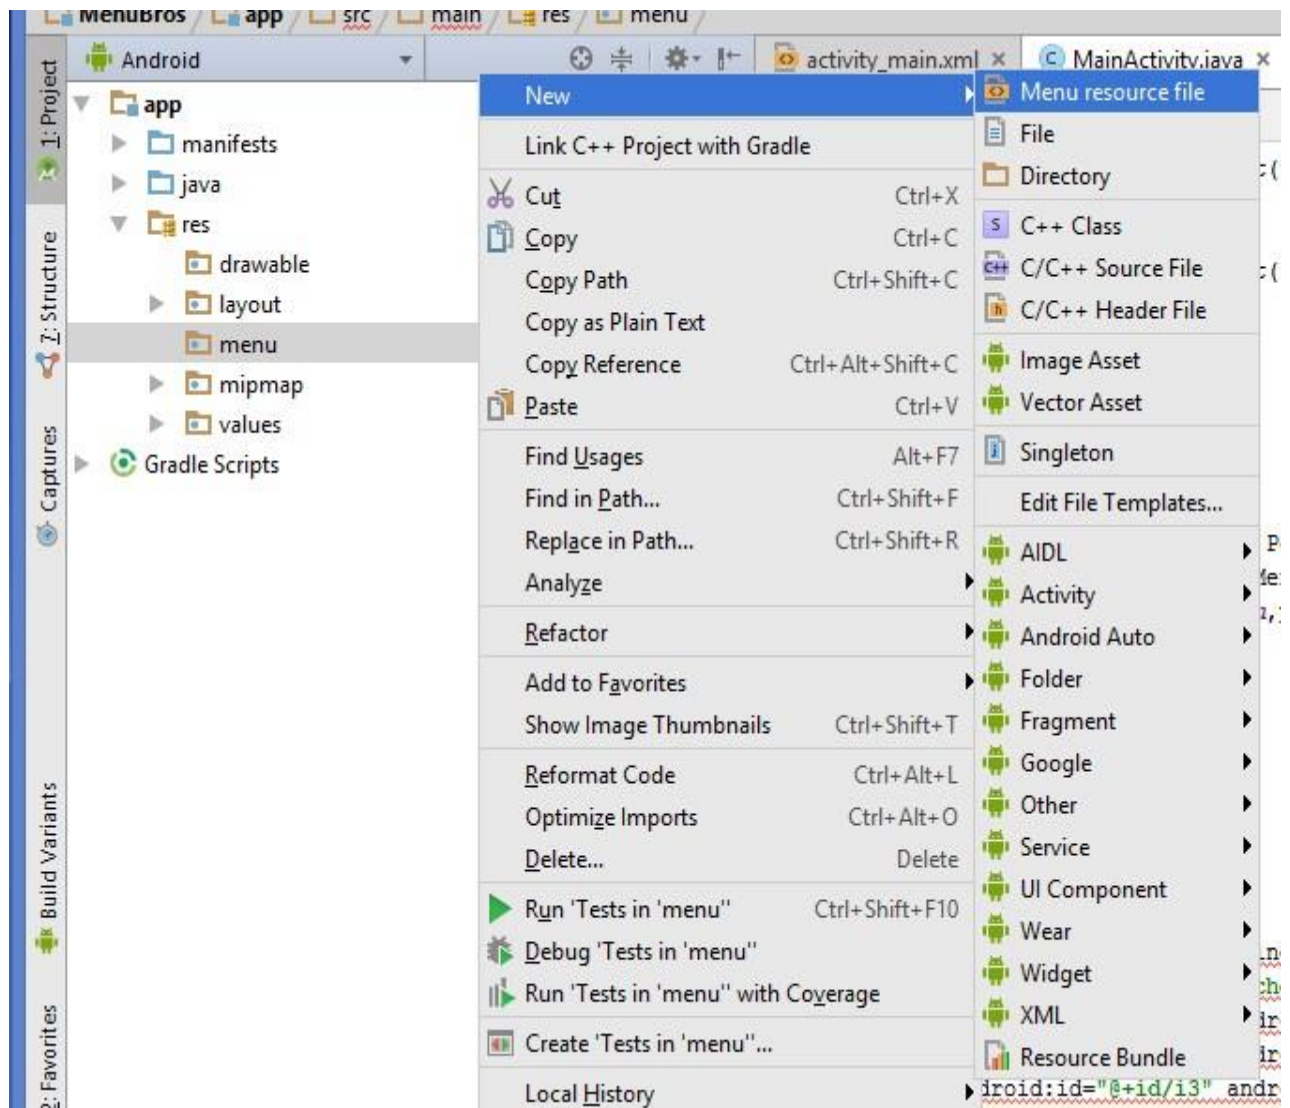 MenuBros app src main res menu
1: Project
7: Structure
Captures
Build Variants
2: Favorites
Android
app
manifests
java
res
drawable
layout
menu
mipmap
values
Gradle Scripts
activity_main.xml
MainActivity.java
New
Link C++ Project with Gradle
Cut Ctrl+X
Copy Ctrl+C
Copy Path Ctrl+Shift+C
Copy as Plain Text
Copy Reference Ctrl+Alt+Shift+C
Paste Ctrl+V
Find Usages Alt+F7
Find in Path... Ctrl+Shift+F
Replace in Path... Ctrl+Shift+R
Analyze
Refactor
Add to Favorites
Show Image Thumbnails Ctrl+Shift+T
Reformat Code Ctrl+Alt+L
Optimize Imports Ctrl+Alt+O
Delete... Delete
Run 'Tests in 'menu'' Ctrl+Shift+F10
Debug 'Tests in 'menu''
Run 'Tests in 'menu'' with Coverage
Create 'Tests in 'menu''...
Local History
Menu resource file
File
Directory
C++ Class
C/C++ Source File
C/C++ Header File
Image Asset
Vector Asset
Singleton
Edit File Templates...
AIDL
Activity
Android Auto
Folder
Fragment
Google
Other
Service
UI Component
Wear
Widget
XML
Resource Bundle
droid:id="@+id/i3" andr